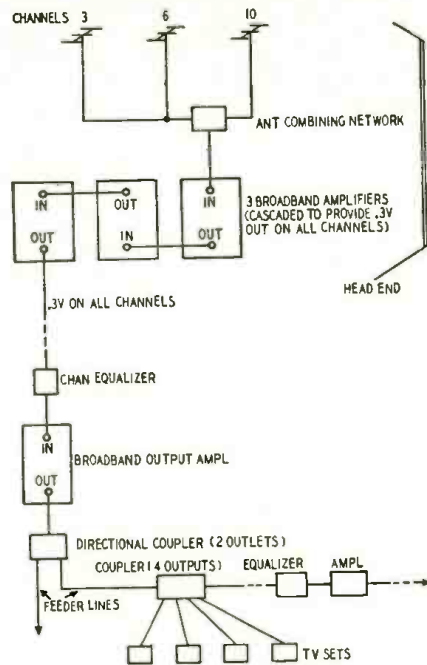 CHANNELS 3 6 10
ANT COMBINING NETWORK
IN OUT IN
3 BROADBAND AMPLIFIERS
(CASCADED TO PROVIDE .3V
OUT ON ALL CHANNELS)
OUT IN OUT
HEAD END
.3V ON ALL CHANNELS
CHAN EQUALIZER
IN
BROADBAND OUTPUT AMPL
OUT
DIRECTIONAL COUPLER (2 OUTLETS)
COUPLER (4 OUTPUTS) EQUALIZER AMPL
FEEDER LINES
TV SETS